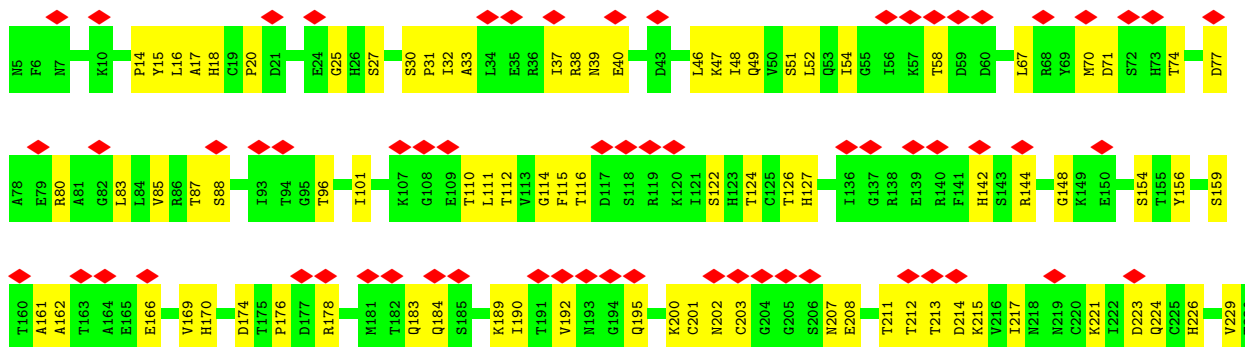 N5 F6 N7 K10 P14 Y15 L16 A17 H18 C19 P20 D21 E24 G25 H26 S27 S30 P31 I32 A33 L34 E35 R36 I37 R38 N39 E40 D43 L46 K47 I48 Q49 V50 S51 L52 Q53 I54 G55 I56 K57 T58 D59 D60 L67 R68 Y69 M70 D71 S72 H73 T74 D77
A78 E79 R80 A81 G82 L83 L84 V85 R86 T87 S88 I93 T94 G95 T96 I101 K107 G108 E109 T110 L111 T112 V113 G114 F115 T116 D117 S118 R119 K120 I121 S122 H123 T124 C125 T126 H127 I136 G137 R138 E139 R140 F141 H142 S143 R144 G148 K149 E150 S154 T155 Y156 S159
T160 A161 A162 T163 A164 E165 E166 V169 H170 D174 T175 P176 D177 R178 M181 T182 Q183 Q184 S185 K189 I190 T191 V192 N193 G194 Q195 K200 C201 N202 C203 G204 G205 S206 N207 E208 T211 T212 T213 D214 K215 V216 I217 N218 N219 C220 K221 I222 D223 Q224 C225 H226 V229